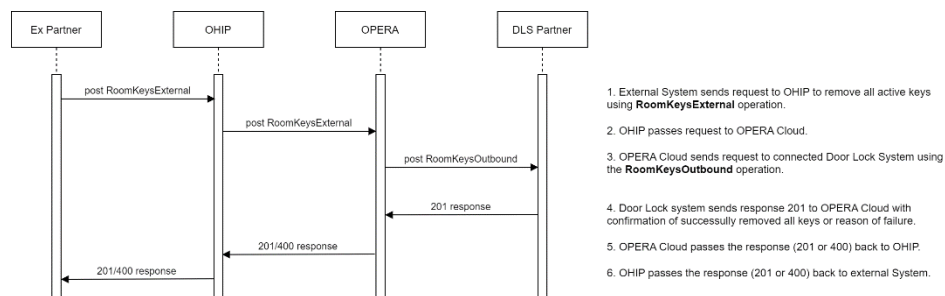 Ex Partner
OHIP
OPERA
DLS Partner
post RoomKeysExternal
post RoomKeysExternal
post RoomKeysOutbound
201 response
201/400 response
201/400 response
1. External System sends request to OHIP to remove all active keys
using RoomKeysExternal operation.
2. OHIP passes request to OPERA Cloud.
3. OPERA Cloud sends request to connected Door Lock System using
the RoomKeysOutbound operation.
4. Door Lock system sends response 201 to OPERA Cloud with
confirmation of successully removed all keys or reason of failure.
5. OPERA Cloud passes the response (201 or 400) back to OHIP.
6. OHIP passes the response (201 or 400) back to external System.